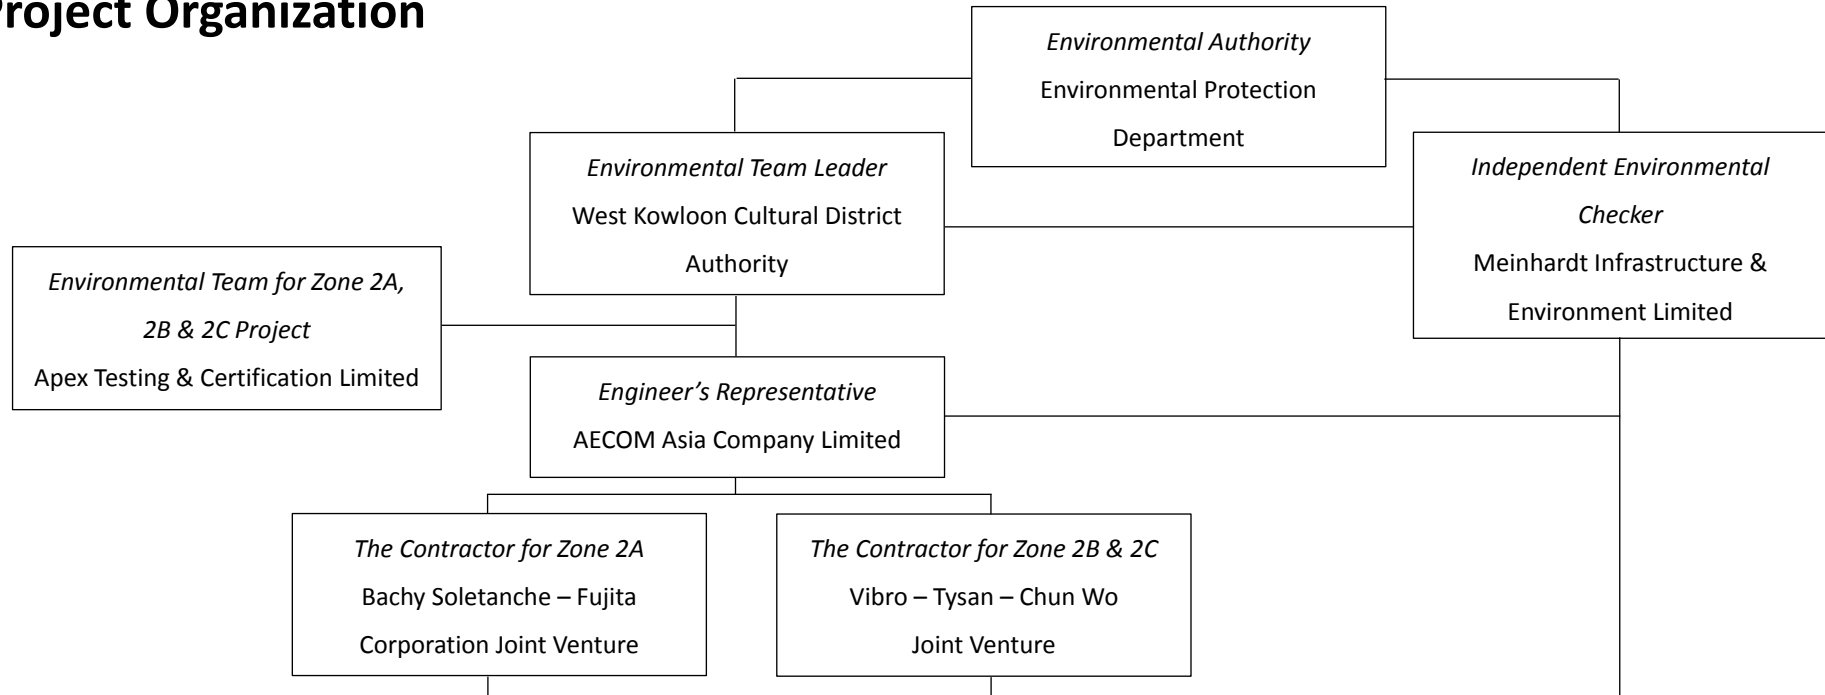 Project Organization
Environmental Authority
Environmental Protection
Department
Environmental Team Leader
West Kowloon Cultural District
Authority
Independent Environmental
Checker
Meinhardt Infrastructure &
Environment Limited
Environmental Team for Zone 2A,
2B & 2C Project
Apex Testing & Certification Limited
Engineer’s Representative
AECOM Asia Company Limited
The Contractor for Zone 2A
Bachy Soletanche – Fujita
Corporation Joint Venture
The Contractor for Zone 2B & 2C
Vibro – Tysan – Chun Wo
Joint Venture